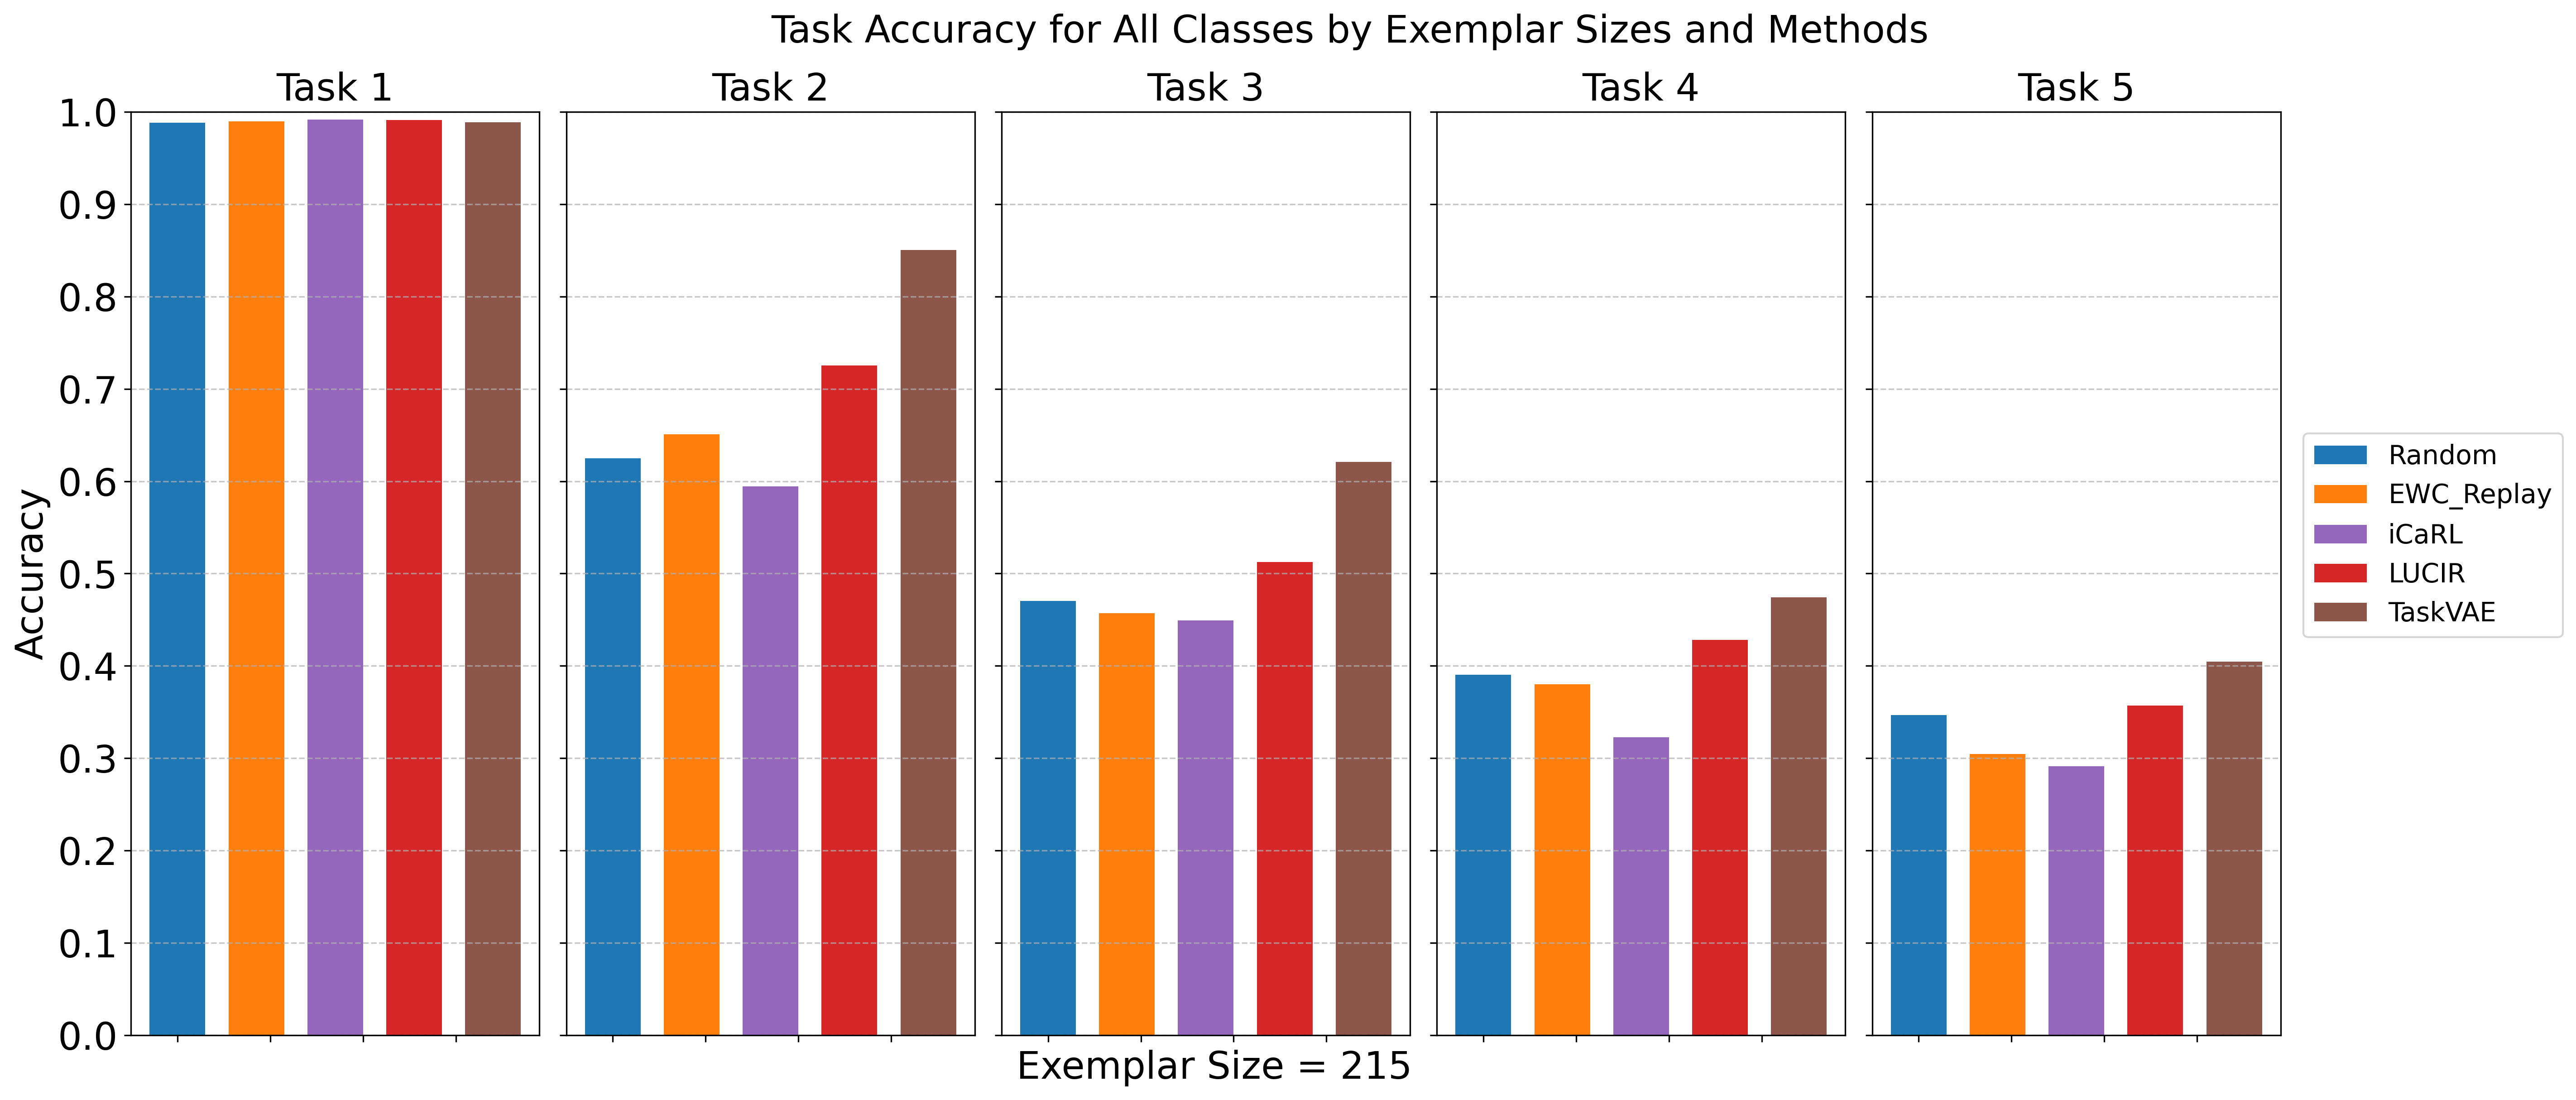 Task Accuracy for All Classes by Exemplar Sizes and Methods
Task 1
Task 2
Task 3
Task 4
Task 5
1.0
0.9
0.8
0.7
0.6
0.5
0.4
0.3
0.2
0.1
0.0
Accuracy
Exemplar Size = 215
Random
EWC_Replay
iCaRL
LUCIR
TaskVAE